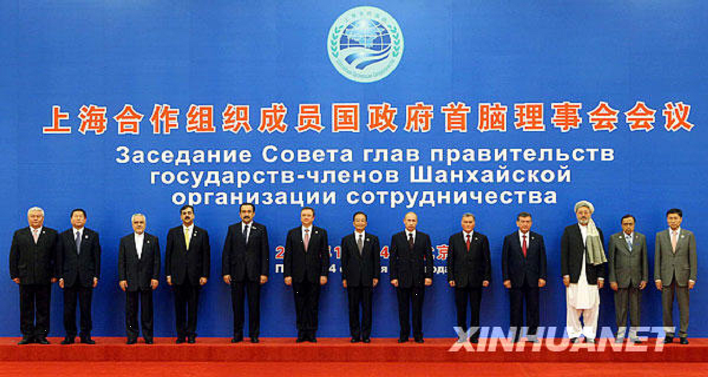 上海合作组织成员国政府首脑理事会会议
Заседание Совета глав правительств
государств-членов Шанхайской
организации сотрудничества
XINHUANET